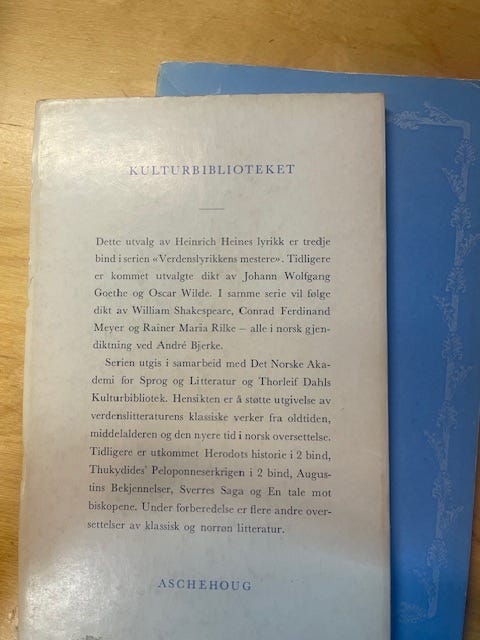 KULTURBIBLIOTEKET
Dette utvalg av Heinrich Heines lyrikk er tredje
bind i serien «Verdenslyrikkens mestere». Tidligere
er kommet utvalgte dikt av Johann Wolfgang
Goethe og Oscar Wilde. I samme serie vil følge
dikt av William Shakespeare, Conrad Ferdinand
Meyer og Rainer Maria Rilke – alle i norsk gjen-
diktning ved André Bjerke.
Serien utgis i samarbeid med Det Norske Aka-
demi for Sprog og Litteratur og Thorleif Dahls
Kulturbibliotek. Hensikten er å støtte utgivelse av
verdenslitteraturens klassiske verker fra oldtiden,
middelalderen og den nyere tid i norsk oversettelse.
Tidligere er utkommet Herodots historie i 2 bind,
Thukydides' Peloponneserkrigen i 2 bind, Augus-
tins Bekjennelser, Sverres Saga og En tale mot
biskopene. Under forberedelse er flere andre over-
settelser av klassisk og norrøn litteratur.
ASCHEHOUG